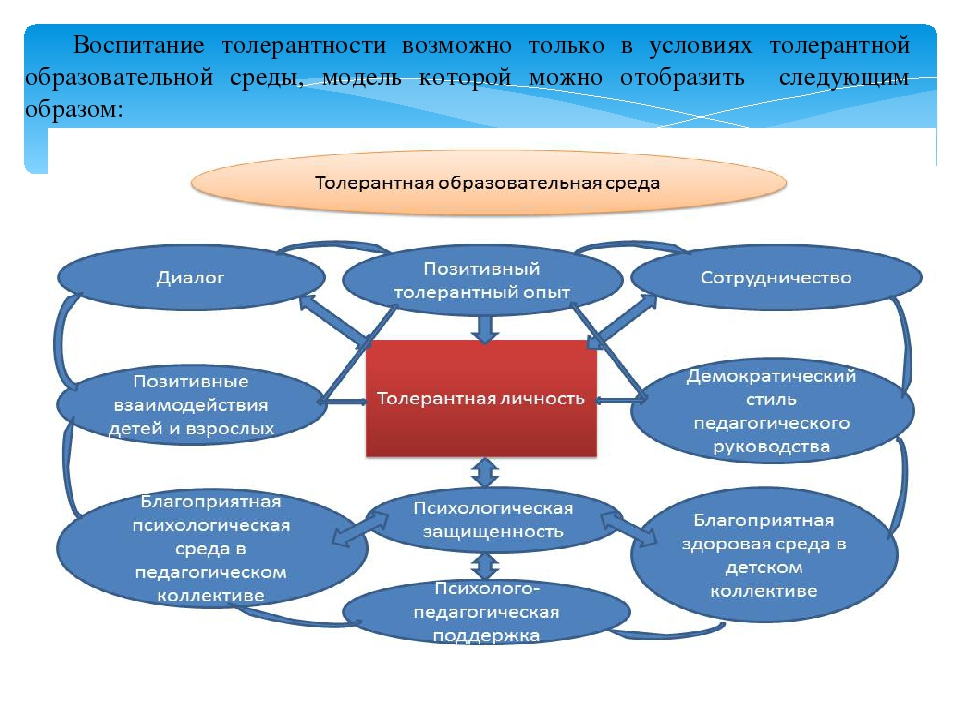 Воспитание толерантности возможно только в условиях толерантной
образовательной среды, модель которой можно отобразить следующим
образом:
Толерантная образовательная среда
Диалог
Позитивный
толерантный опыт
Сотрудничество
Позитивные
взаимодействия
детей и взрослых
Толерантная личность
Демократический
стиль
педагогического
руководства
Благоприятная
психологическая
среда в
педагогическом
коллективе
Психологическая
защищенность
Благоприятная
здоровая среда в
детском
коллективе
Психолого-
педагогическая
поддержка